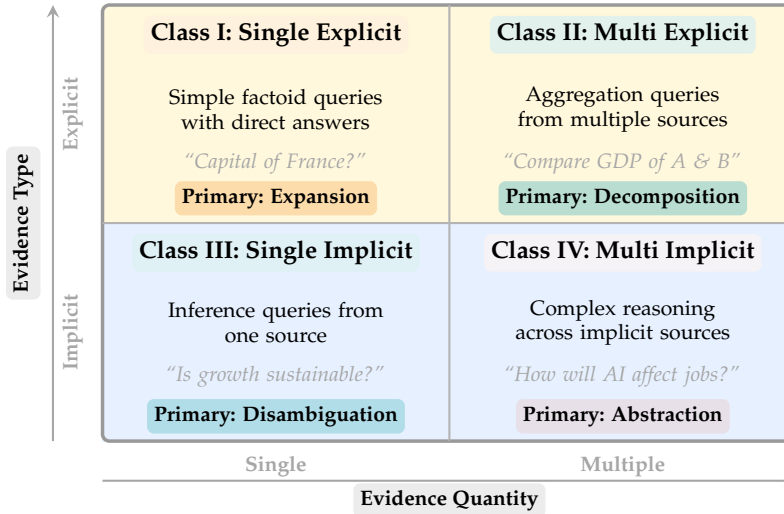 Class I: Single Explicit
Simple factoid queries
with direct answers
“Capital of France?”
Primary: Expansion
Class II: Multi Explicit
Aggregation queries
from multiple sources
“Compare GDP of A & B”
Primary: Decomposition
Class III: Single Implicit
Inference queries from
one source
“Is growth sustainable?”
Primary: Disambiguation
Class IV: Multi Implicit
Complex reasoning
across implicit sources
“How will AI affect jobs?”
Primary: Abstraction
Evidence Type
Explicit
Implicit
Single
Multiple
Evidence Quantity